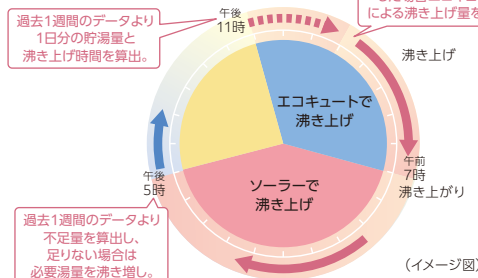 過去1週間のデータより
1日分の貯湯量と
沸き上げ時間を算出。
午後
11時
による沸き上げ量を
沸き上げ
エコキュートで
沸き上げ
午前
7時
沸き上がり
午後
5時
ソーラーで
沸き上げ
過去1週間のデータより
不足量を算出し、
足りない場合は
必要湯量を沸き増し。
(イメージ図)